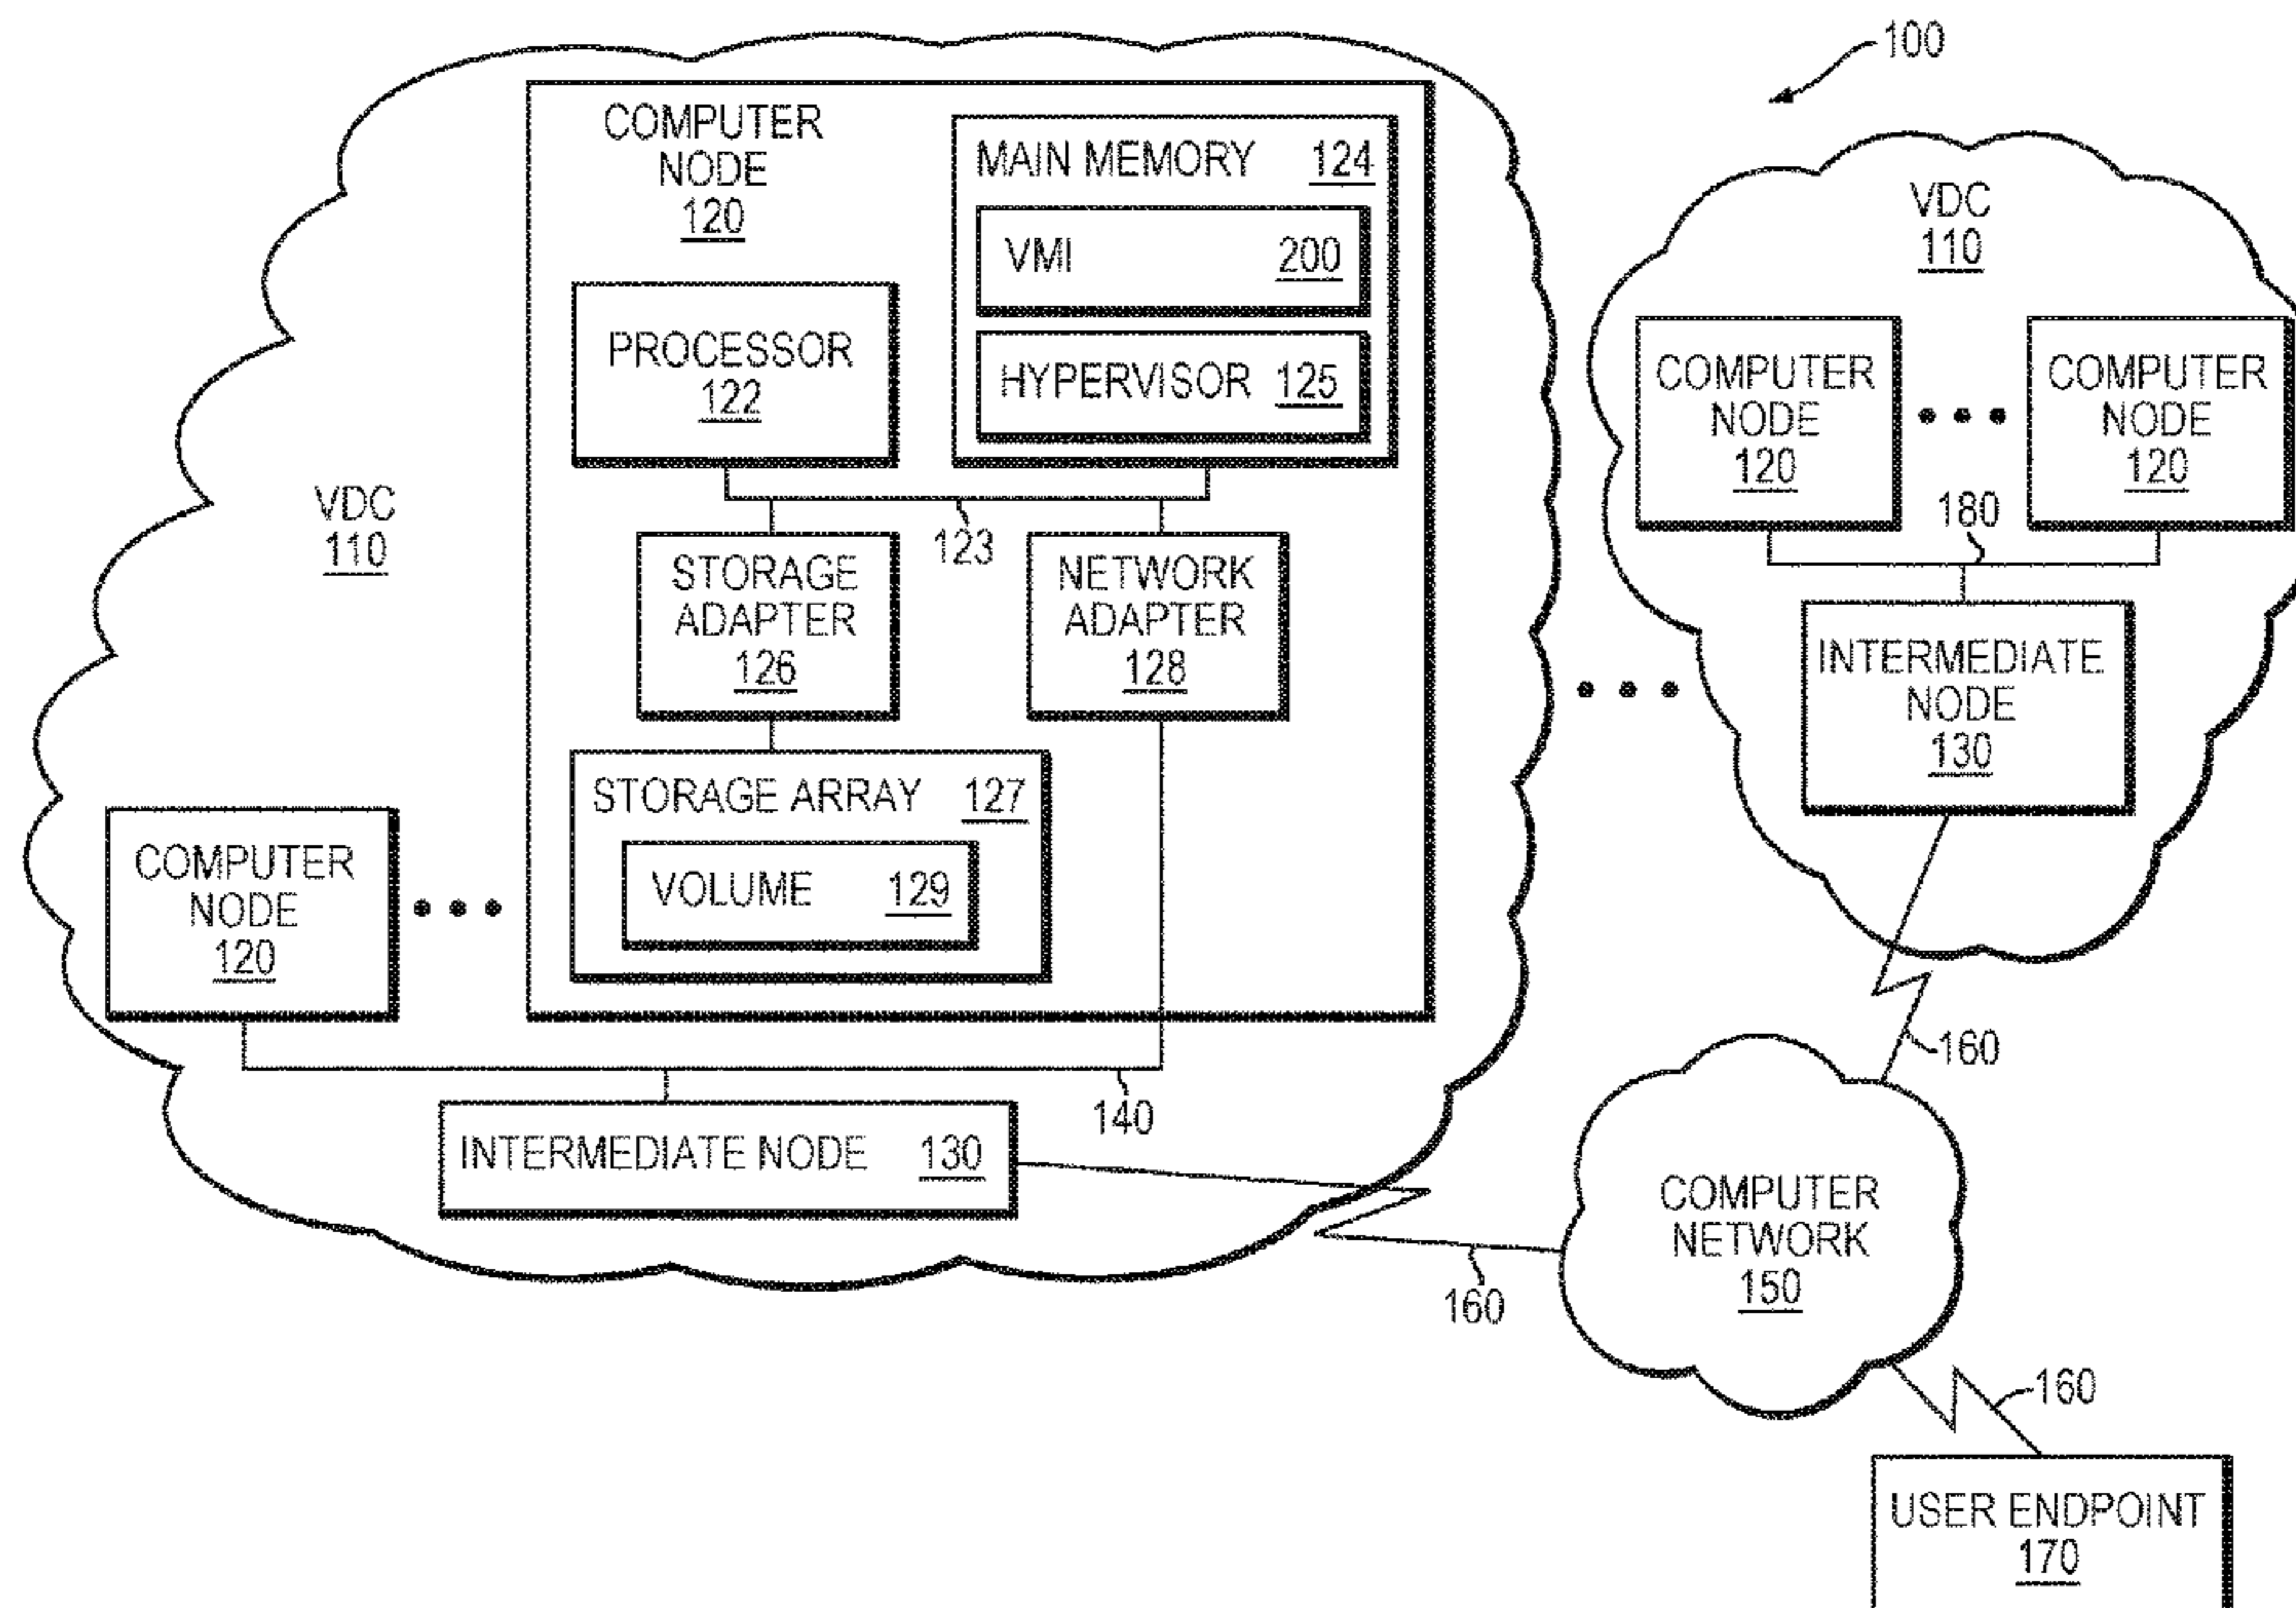 100
COMPUTER
NODE
120
MAIN MEMORY 124
VMI 200
HYPERVISOR 125
PROCESSOR
122
123
STORAGE
ADAPTER
126
NETWORK
ADAPTER
128
STORAGE ARRAY 127
VOLUME 129
VDC
110
COMPUTER
NODE
120
140
INTERMEDIATE NODE 130
160
VDC
110
COMPUTER
NODE
120
COMPUTER
NODE
120
180
INTERMEDIATE
NODE
130
160
COMPUTER
NETWORK
150
160
USER ENDPOINT
170